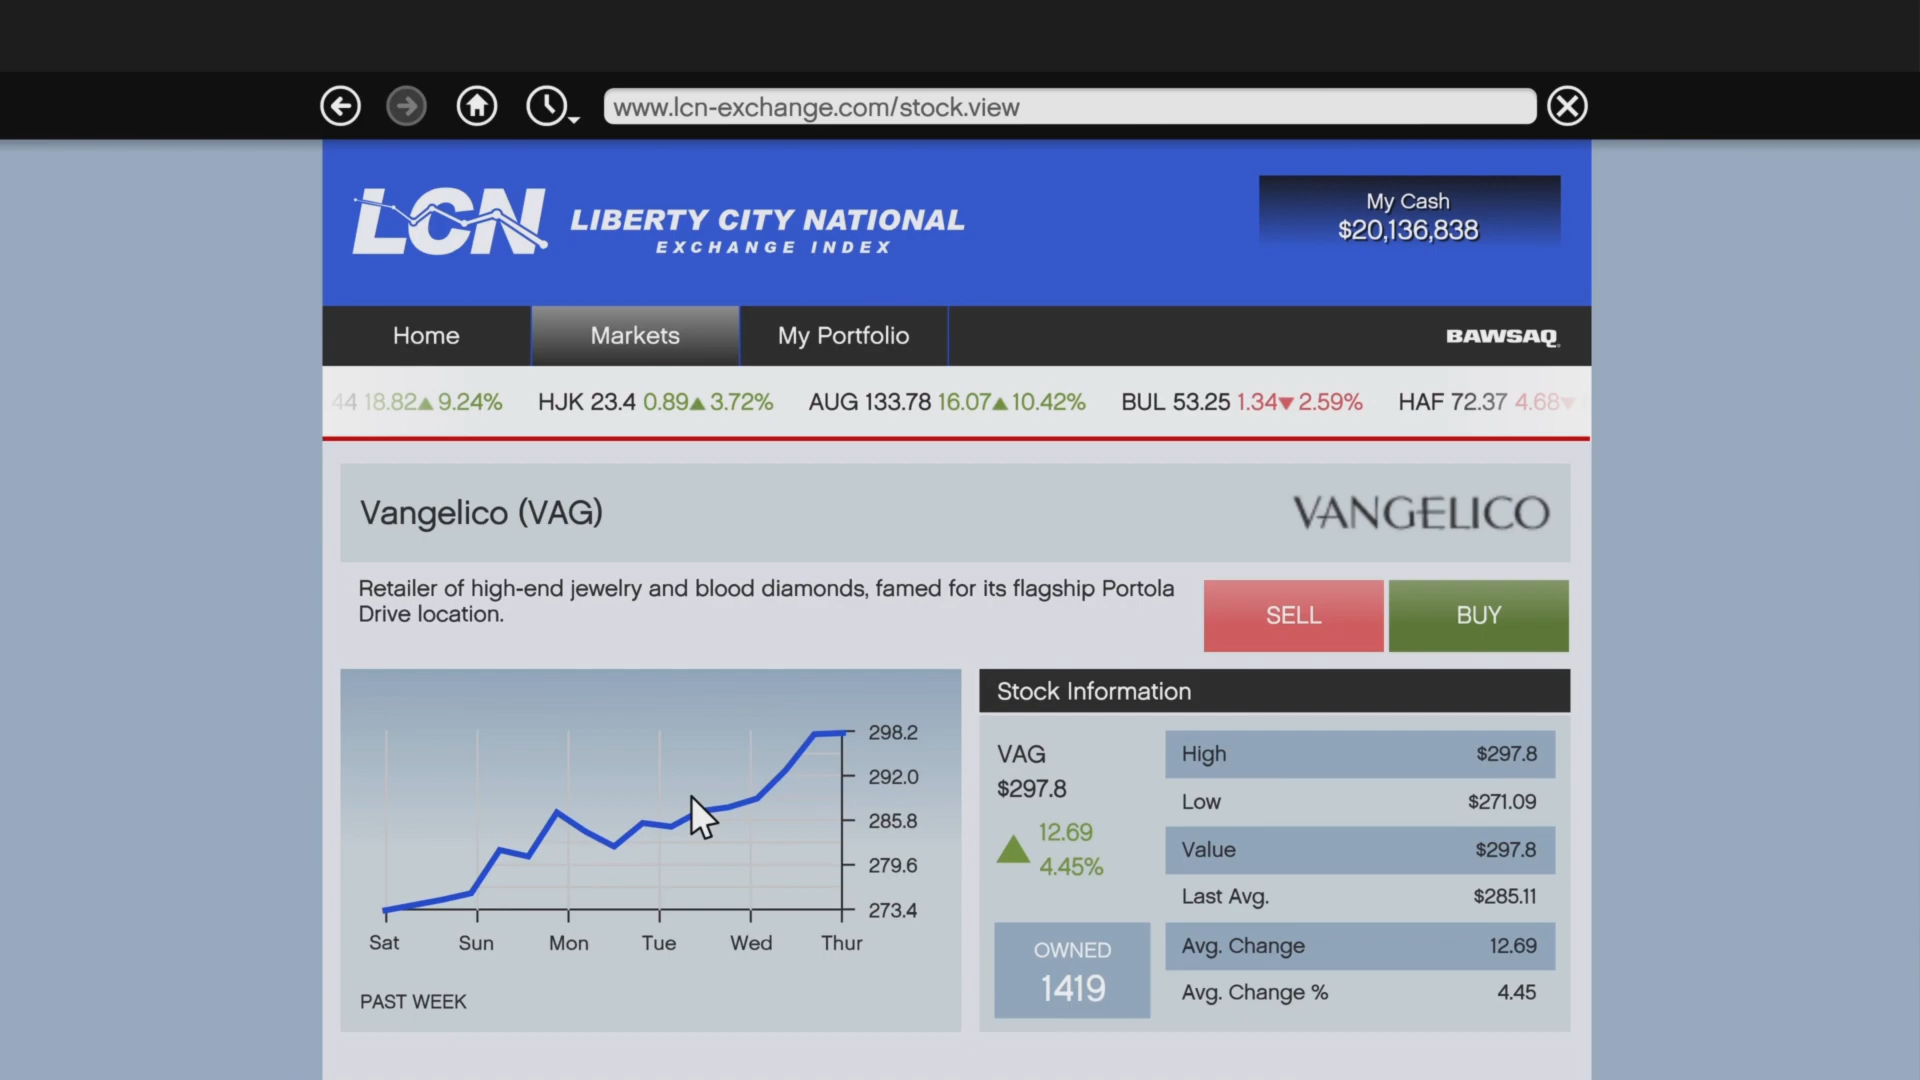 www.lcn-exchange.com/stock.view
LCN
LIBERTY CITY NATIONAL
EXCHANGE INDEX
My Cash
$20,136,838
Home
Markets
My Portfolio
BAWSAQ
44 18.82▲9.24% HJK 23.4 0.89▲3.72% AUG 133.78 16.07▲10.42% BUL 53.25 1.34▼2.59% HAF 72.37 4.68▼
Vangelico (VAG)
VANGELICO
Retailer of high-end jewelry and blood diamonds, famed for its flagship Portola
Drive location.
SELL
BUY
298.2
292.0
285.8
279.6
273.4
Sat Sun Mon Tue Wed Thur
PAST WEEK
Stock Information
VAG
$297.8
▲ 12.69
4.45%
OWNED
1419
High $297.8
Low $271.09
Value $297.8
Last Avg. $285.11
Avg. Change 12.69
Avg. Change % 4.45